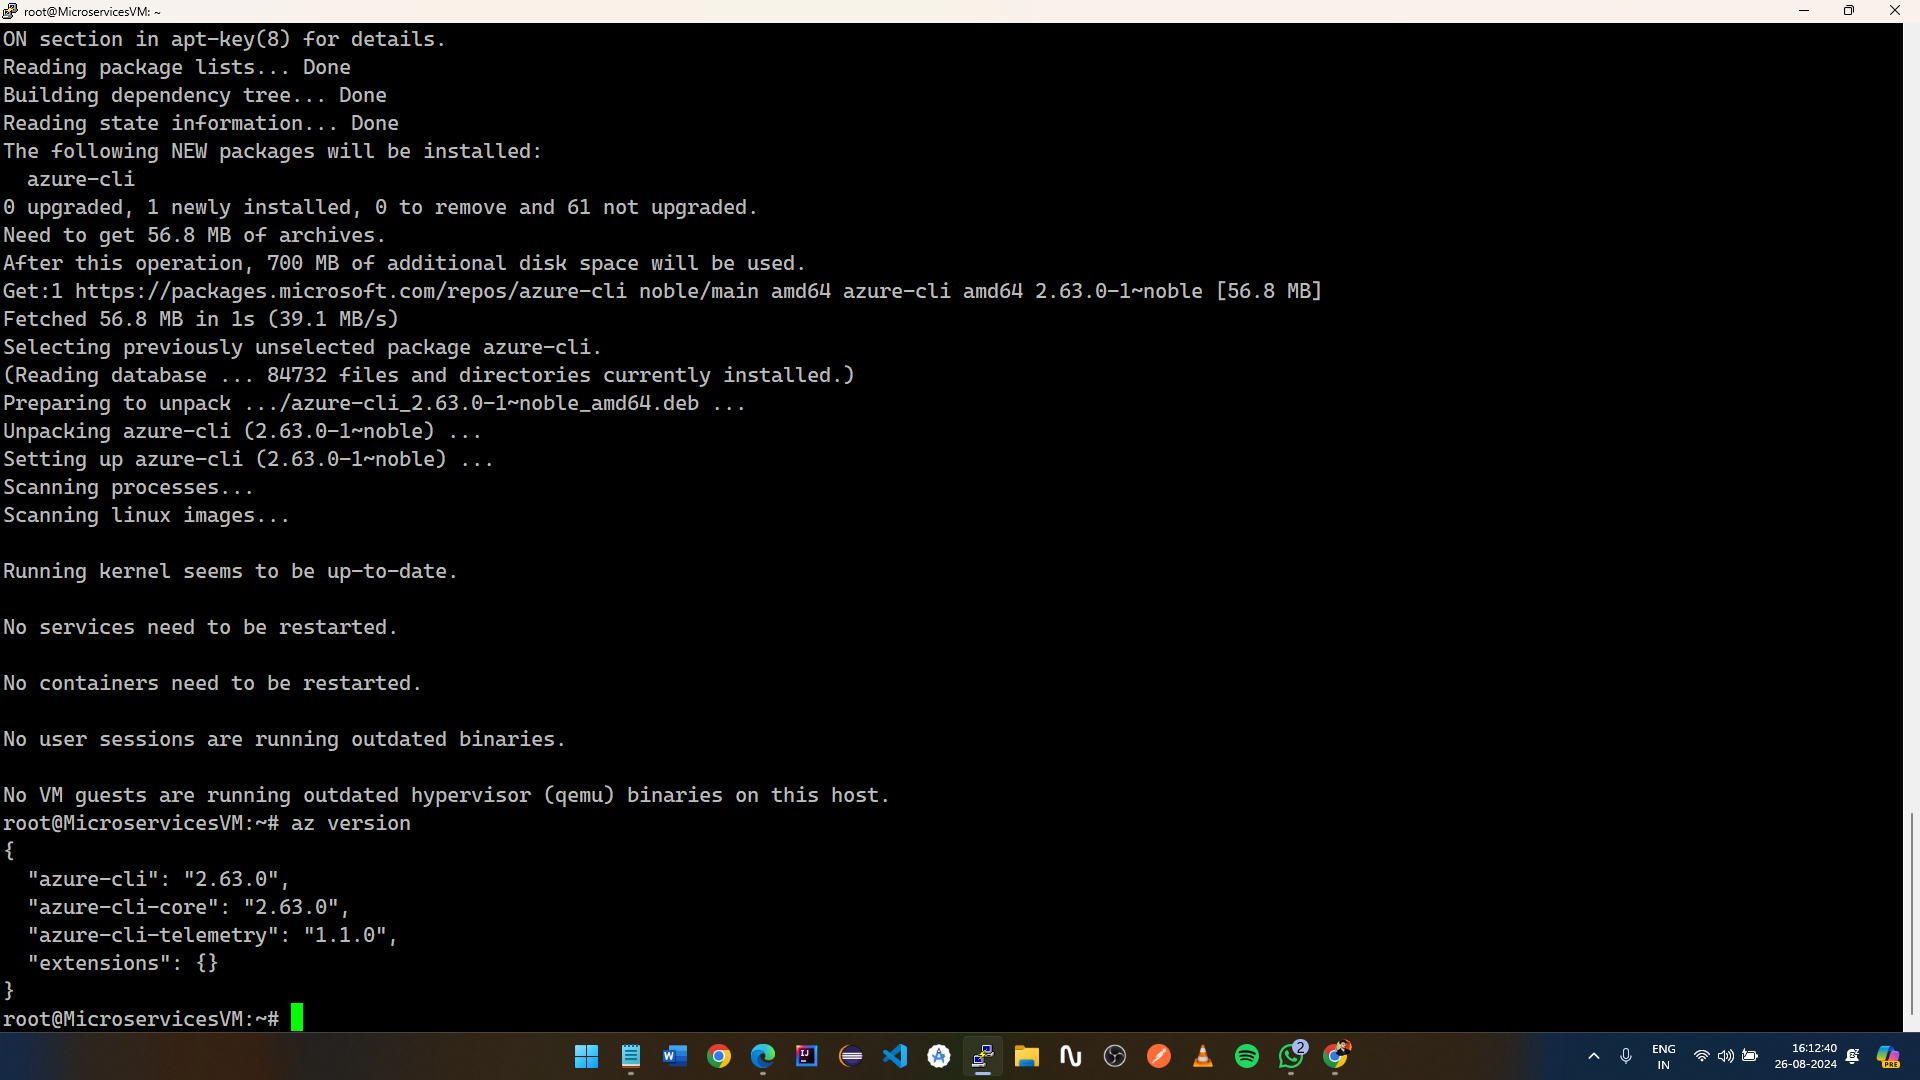 root@MicroservicesVM: ~
ON section in apt-key(8) for details.
Reading package lists... Done
Building dependency tree... Done
Reading state information... Done
The following NEW packages will be installed:
  azure-cli
0 upgraded, 1 newly installed, 0 to remove and 61 not upgraded.
Need to get 56.8 MB of archives.
After this operation, 700 MB of additional disk space will be used.
Get:1 https://packages.microsoft.com/repos/azure-cli noble/main amd64 azure-cli amd64 2.63.0-1~noble [56.8 MB]
Fetched 56.8 MB in 1s (39.1 MB/s)
Selecting previously unselected package azure-cli.
(Reading database ... 84732 files and directories currently installed.)
Preparing to unpack .../azure-cli_2.63.0-1~noble_amd64.deb ...
Unpacking azure-cli (2.63.0-1~noble) ...
Setting up azure-cli (2.63.0-1~noble) ...
Scanning processes...
Scanning linux images...
Running kernel seems to be up-to-date.
No services need to be restarted.
No containers need to be restarted.
No user sessions are running outdated binaries.
No VM guests are running outdated hypervisor (qemu) binaries on this host.
root@MicroservicesVM:~# az version
{
  "azure-cli": "2.63.0",
  "azure-cli-core": "2.63.0",
  "azure-cli-telemetry": "1.1.0",
  "extensions": {}
}
root@MicroservicesVM:~#
2
ENG
IN
16:12:40
26-08-2024
PRE